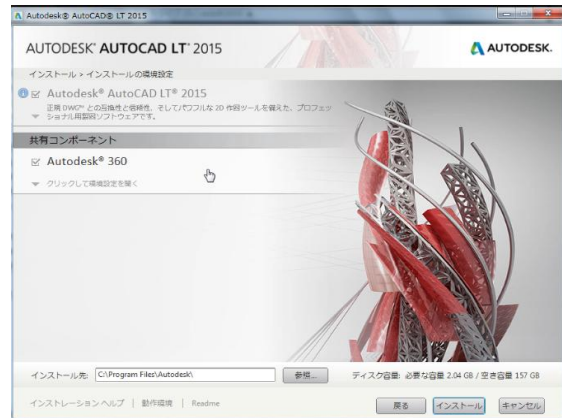 Autodesk® AutoCAD® LT 2015
AUTODESK® AUTOCAD LT® 2015
AUTODESK.
インストール > インストールの環境設定
Autodesk® AutoCAD LT® 2015
正規 DWG™ との互換性と信頼性、そしてパワフルな 2D 作図ツールを備えた、プロフェッ
ショナル用製図ソフトウェアです。
共有コンポーネント
Autodesk® 360
クリックして環境設定を開く
インストール先: C:\Program Files\Autodesk\ 参照... ディスク容量: 必要な容量 2.04 GB / 空き容量 157 GB
インストレーション ヘルプ | 動作環境 | Readme 戻る インストール キャンセル